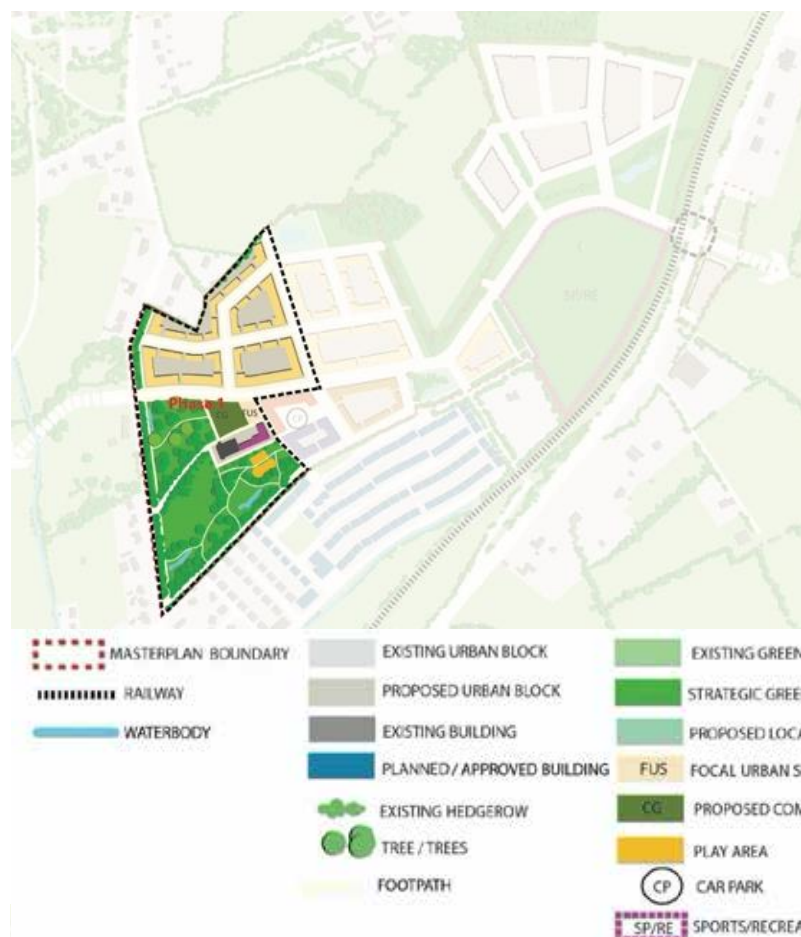 SP/RE
Phase 1
CG
FUS
CP
MASTERPLAN BOUNDARY
RAILWAY
WATERBODY
EXISTING URBAN BLOCK
PROPOSED URBAN BLOCK
EXISTING BUILDING
PLANNED / APPROVED BUILDING
EXISTING HEDGEROW
TREE / TREES
FOOTPATH
EXISTING GREEN
STRATEGIC GREE
PROPOSED LOCA
FUS FOCAL URBAN S
CG PROPOSED COM
PLAY AREA
CP CAR PARK
SP/RE SPORTS/RECREA